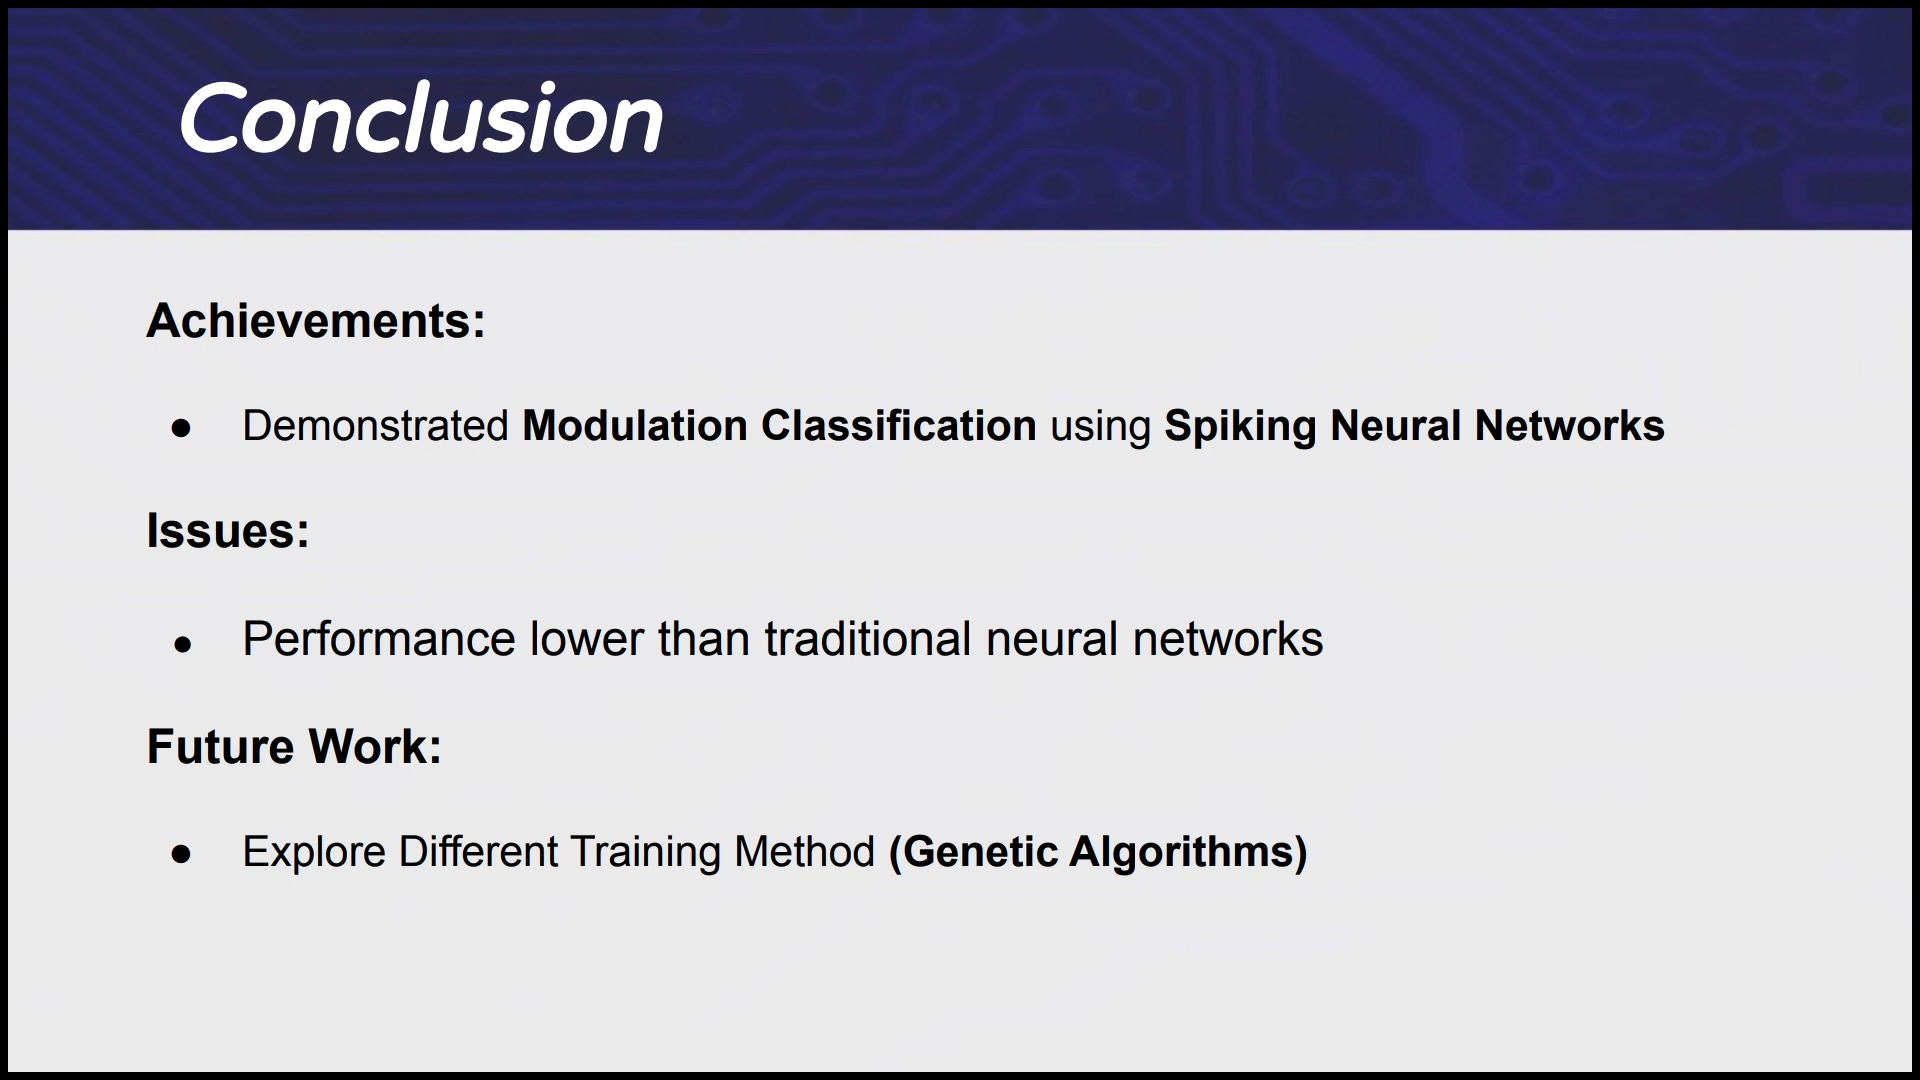 Conclusion
Achievements:
● Demonstrated Modulation Classification using Spiking Neural Networks
Issues:
● Performance lower than traditional neural networks
Future Work:
● Explore Different Training Method (Genetic Algorithms)